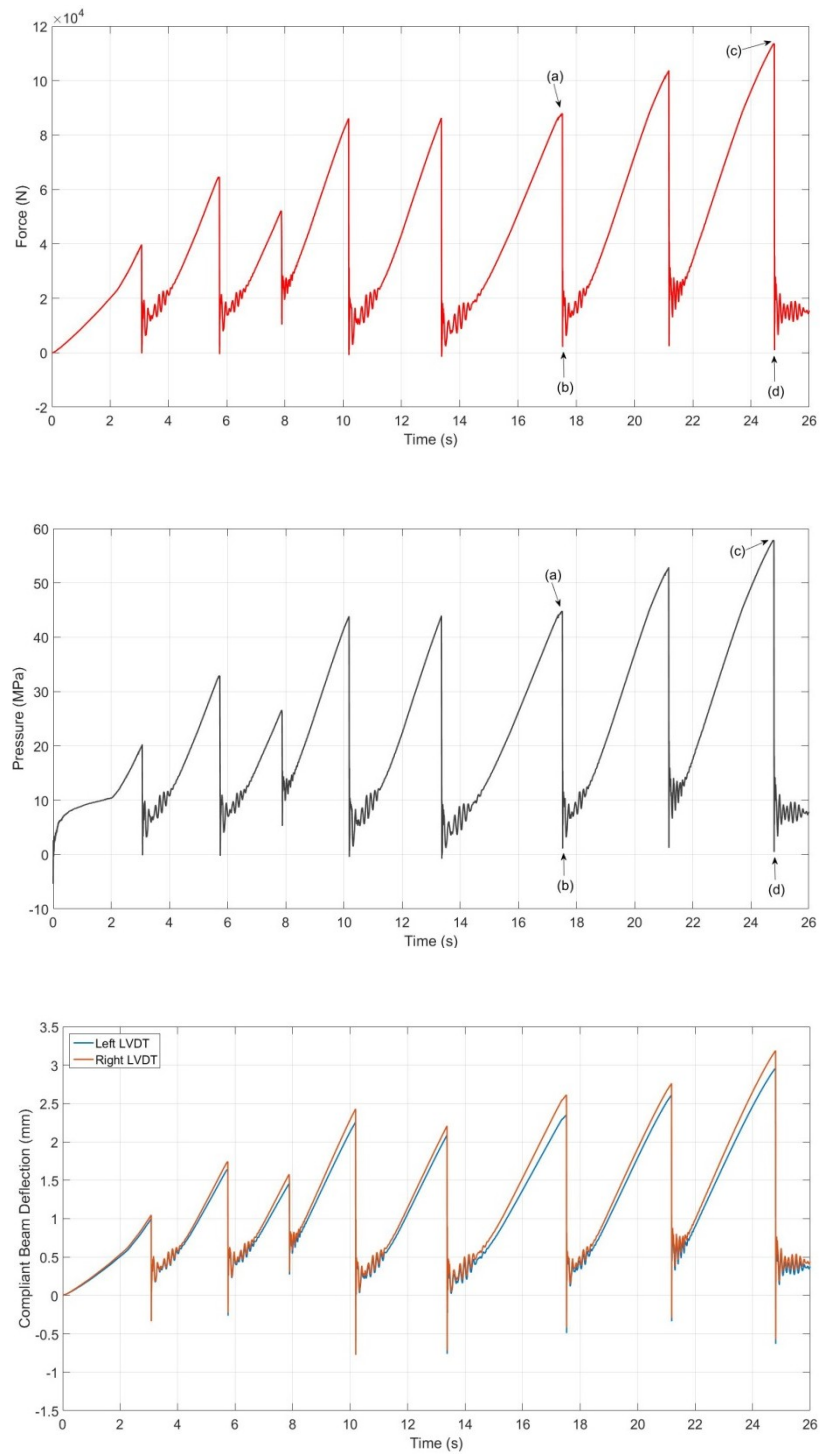 ×10⁴
12
10
8
6
4
2
0
-2
Force (N)
(a)
(b)
(c)
(d)
0 2 4 6 8 10 12 14 16 18 20 22 24 26
Time (s)
60
50
40
30
20
10
0
-10
Pressure (MPa)
(a)
(b)
(c)
(d)
0 2 4 6 8 10 12 14 16 18 20 22 24 26
Time (s)
3.5
3
2.5
2
1.5
1
0.5
0
-0.5
-1
-1.5
Compliant Beam Deflection (mm)
Left LVDT
Right LVDT
0 2 4 6 8 10 12 14 16 18 20 22 24 26
Time (s)